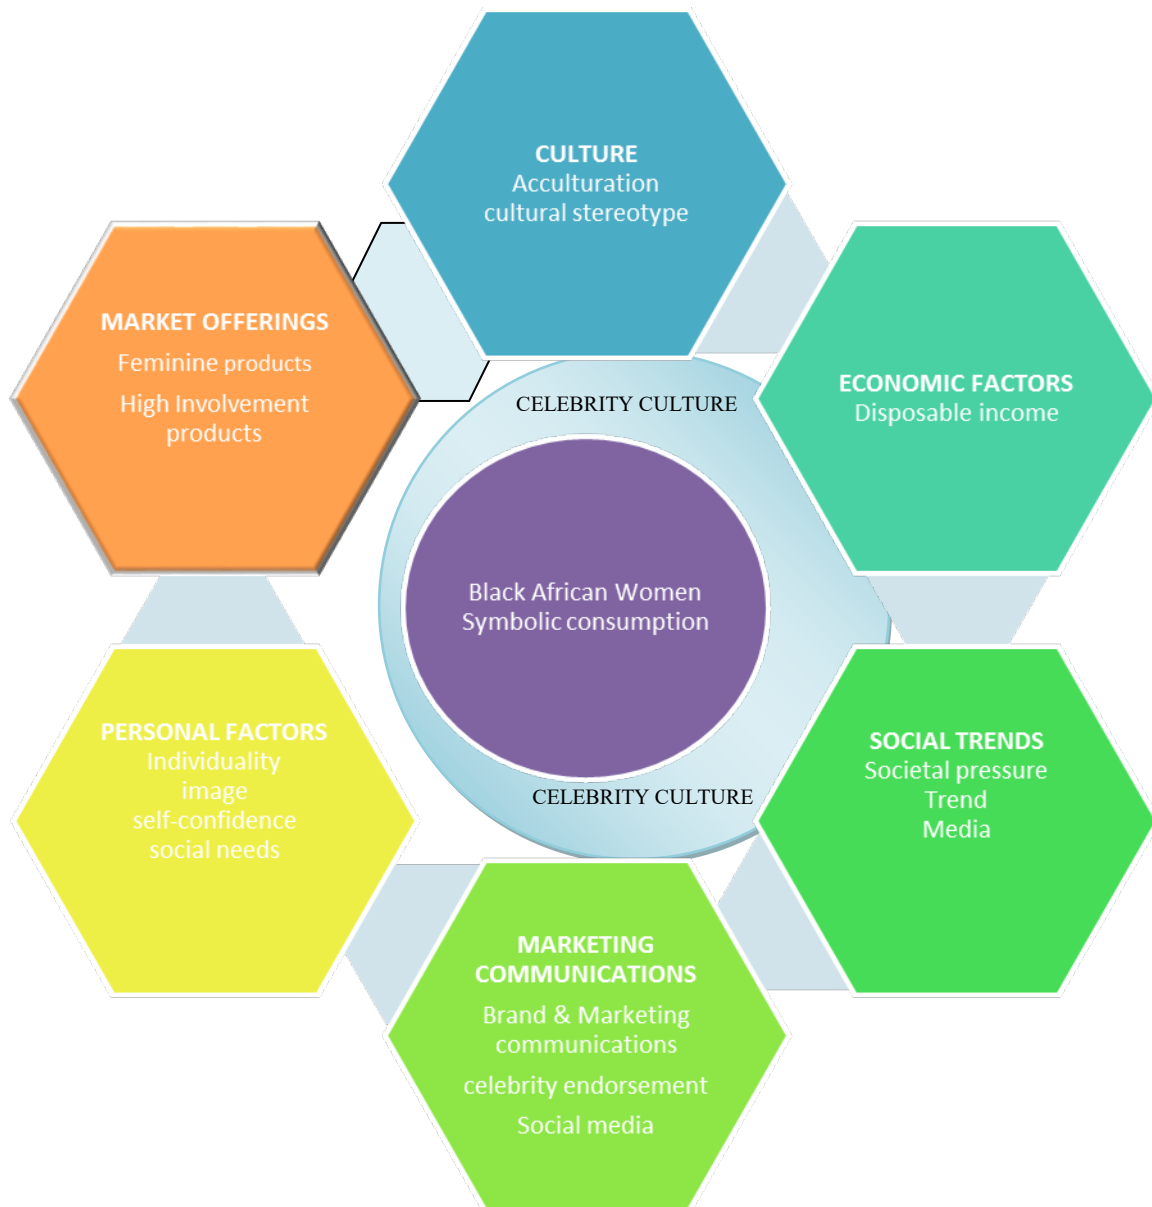 CULTURE
Acculturation
cultural stereotype
MARKET OFFERINGS
Feminine products
High Involvement
products
ECONOMIC FACTORS
Disposable income
CELEBRITY CULTURE
Black African Women
Symbolic consumption
CELEBRITY CULTURE
PERSONAL FACTORS
Individuality
image
self-confidence
social needs
SOCIAL TRENDS
Societal pressure
Trend
Media
MARKETING
COMMUNICATIONS
Brand & Marketing
communications
celebrity endorsement
Social media